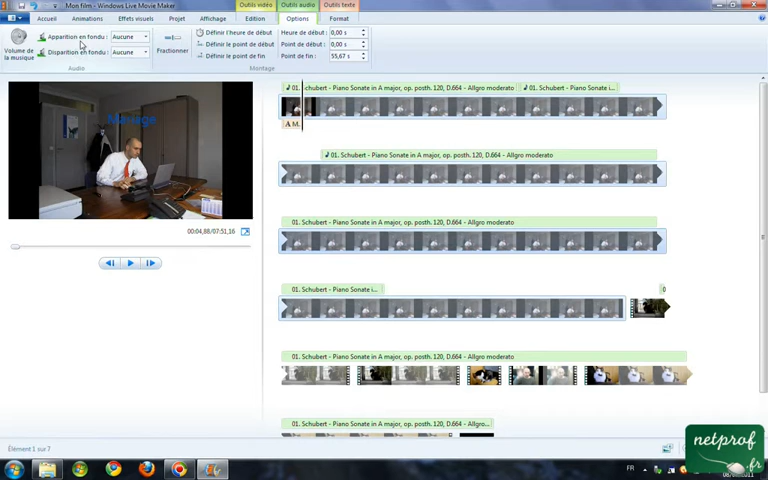 Mon film - Windows Live Movie Maker
Outils vidéo
Outils audio
Outils texte
Accueil
Animations
Effets visuels
Projet
Affichage
Edition
Options
Format
Volume de
la musique
Apparition en fondu :
Aucune
Disparition en fondu :
Aucune
Audio
Fractionner
Définir l'heure de début
Définir le point de début
Définir le point de fin
Heure de début :
0,00 s
Point de début :
0,00 s
Point de fin :
55,67 s
Montage
Message
00:04,88/07:51,16
01. Schubert - Piano Sonate in A major, op. posth. 120, D.664 - Allgro moderato
01. Schubert - Piano Sonate i...
M.
01. Schubert - Piano Sonate in A major, op. posth. 120, D.664 - Allgro moderato
01. Schubert - Piano Sonate in A major, op. posth. 120, D.664 - Allgro moderato
01. Schubert - Piano Sonate i...
0
01. Schubert - Piano Sonate in A major, op. posth. 120, D.664 - Allgro moderato
01. Schubert - Piano Sonate in A major, op. posth. 120, D.664 - Allgro...
Élément 1 sur 7
FR
netprof
.fr